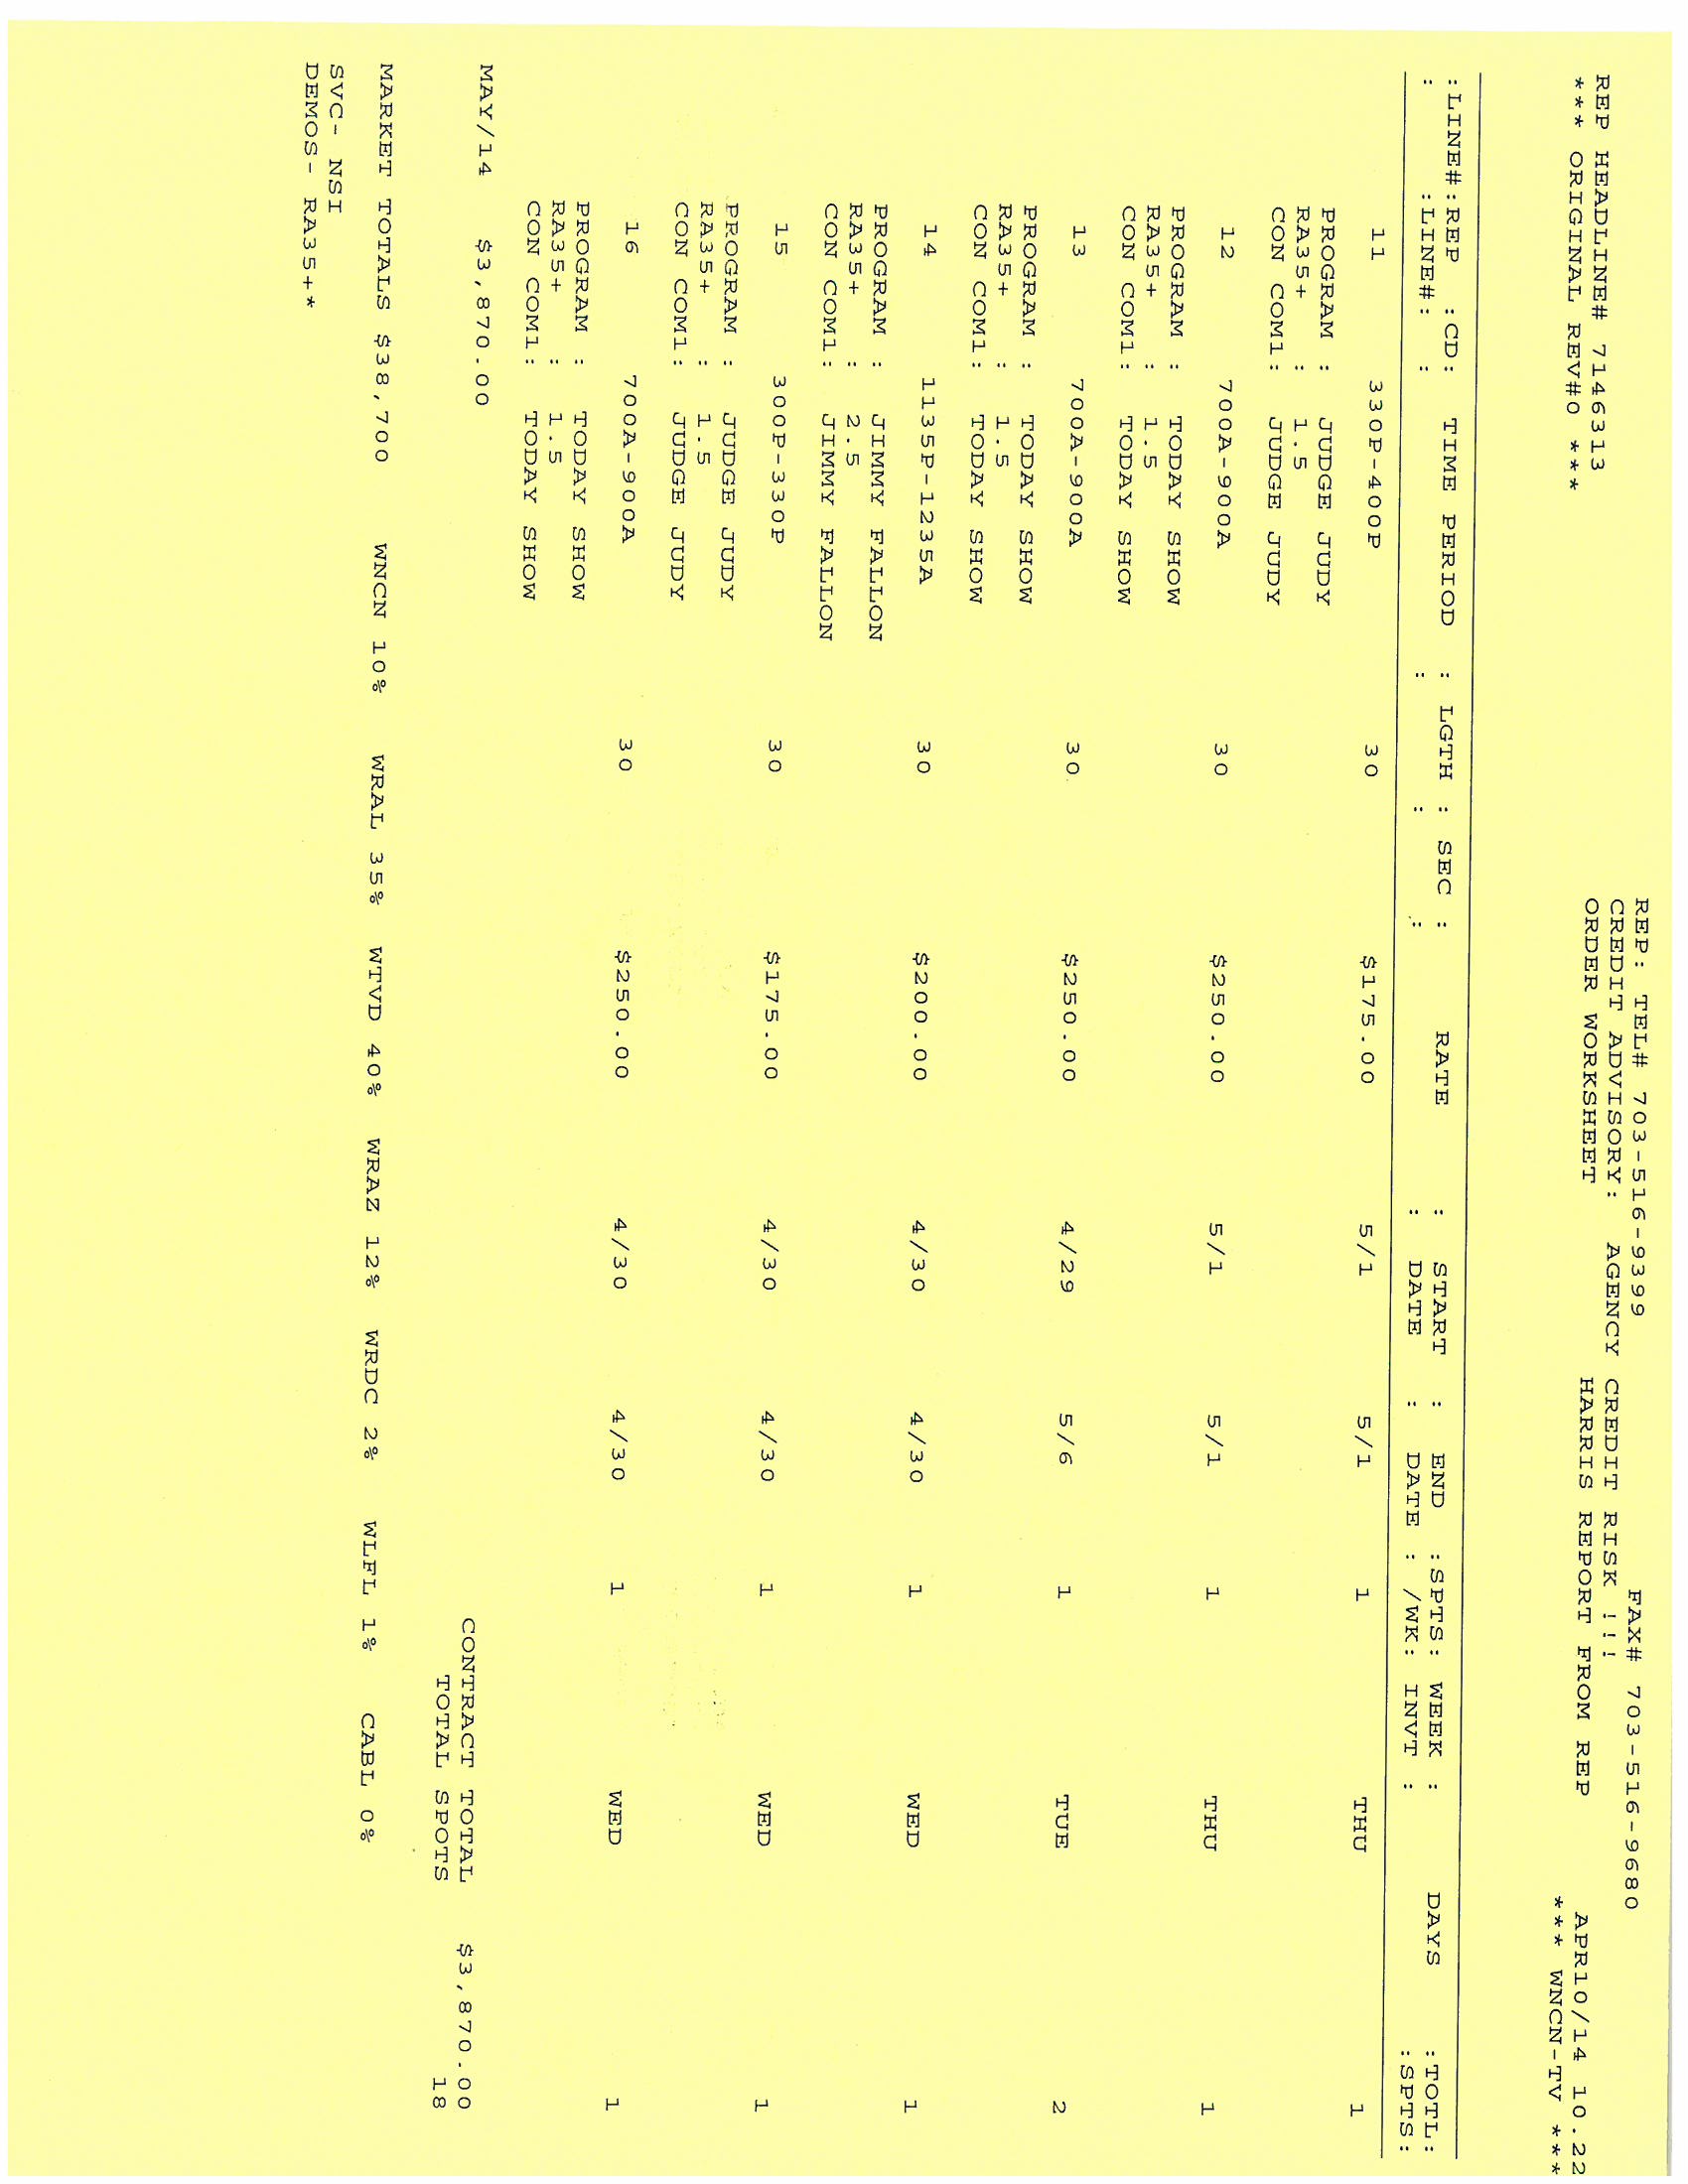 REP: TEL# 703-516-9399 FAX# 703-516-9680
CREDIT ADVISORY: AGENCY CREDIT RISK !!!
REP HEADLINE# 7146313 ORDER WORKSHEET HARRIS REPORT FROM REP APR10/14 10.22
*** ORIGINAL REV#0 *** *** WNCN-TV ***
:LINE#:REP :CD: TIME PERIOD : LGTH : SEC : RATE : START : END :SPTS: WEEK : DAYS :TOTL:
: :LINE#: : : : : : DATE : DATE : /WK: INVT : :SPTS:
11 330P-400P 30 $175.00 5/1 5/1 1 THU 1
PROGRAM : JUDGE JUDY
RA35+ : 1.5
CON COM1: JUDGE JUDY
12 700A-900A 30 $250.00 5/1 5/1 1 THU 1
PROGRAM : TODAY SHOW
RA35+ : 1.5
CON COM1: TODAY SHOW
13 700A-900A 30 $250.00 4/29 5/6 1 TUE 2
PROGRAM : TODAY SHOW
RA35+ : 1.5
CON COM1: TODAY SHOW
14 1135P-1235A 30 $200.00 4/30 4/30 1 WED 1
PROGRAM : JIMMY FALLON
RA35+ : 2.5
CON COM1: JIMMY FALLON
15 300P-330P 30 $175.00 4/30 4/30 1 WED 1
PROGRAM : JUDGE JUDY
RA35+ : 1.5
CON COM1: JUDGE JUDY
16 700A-900A 30 $250.00 4/30 4/30 1 WED 1
PROGRAM : TODAY SHOW
RA35+ : 1.5
CON COM1: TODAY SHOW
MAY/14 $3,870.00 CONTRACT TOTAL $3,870.00
TOTAL SPOTS 18
MARKET TOTALS $38,700 WNCN 10% WRAL 35% WTVD 40% WRAZ 12% WRDC 2% WLFL 1% CABL 0%
SVC- NSI
DEMOS- RA35+*